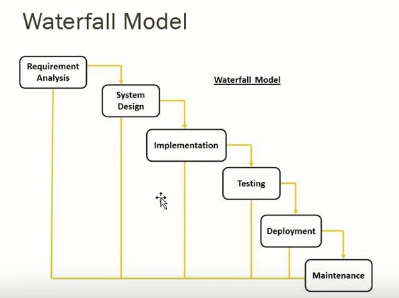 Waterfall Model
Requirement
Analysis
Waterfall Model
System
Design
Implementation
Testing
Deployment
Maintenance